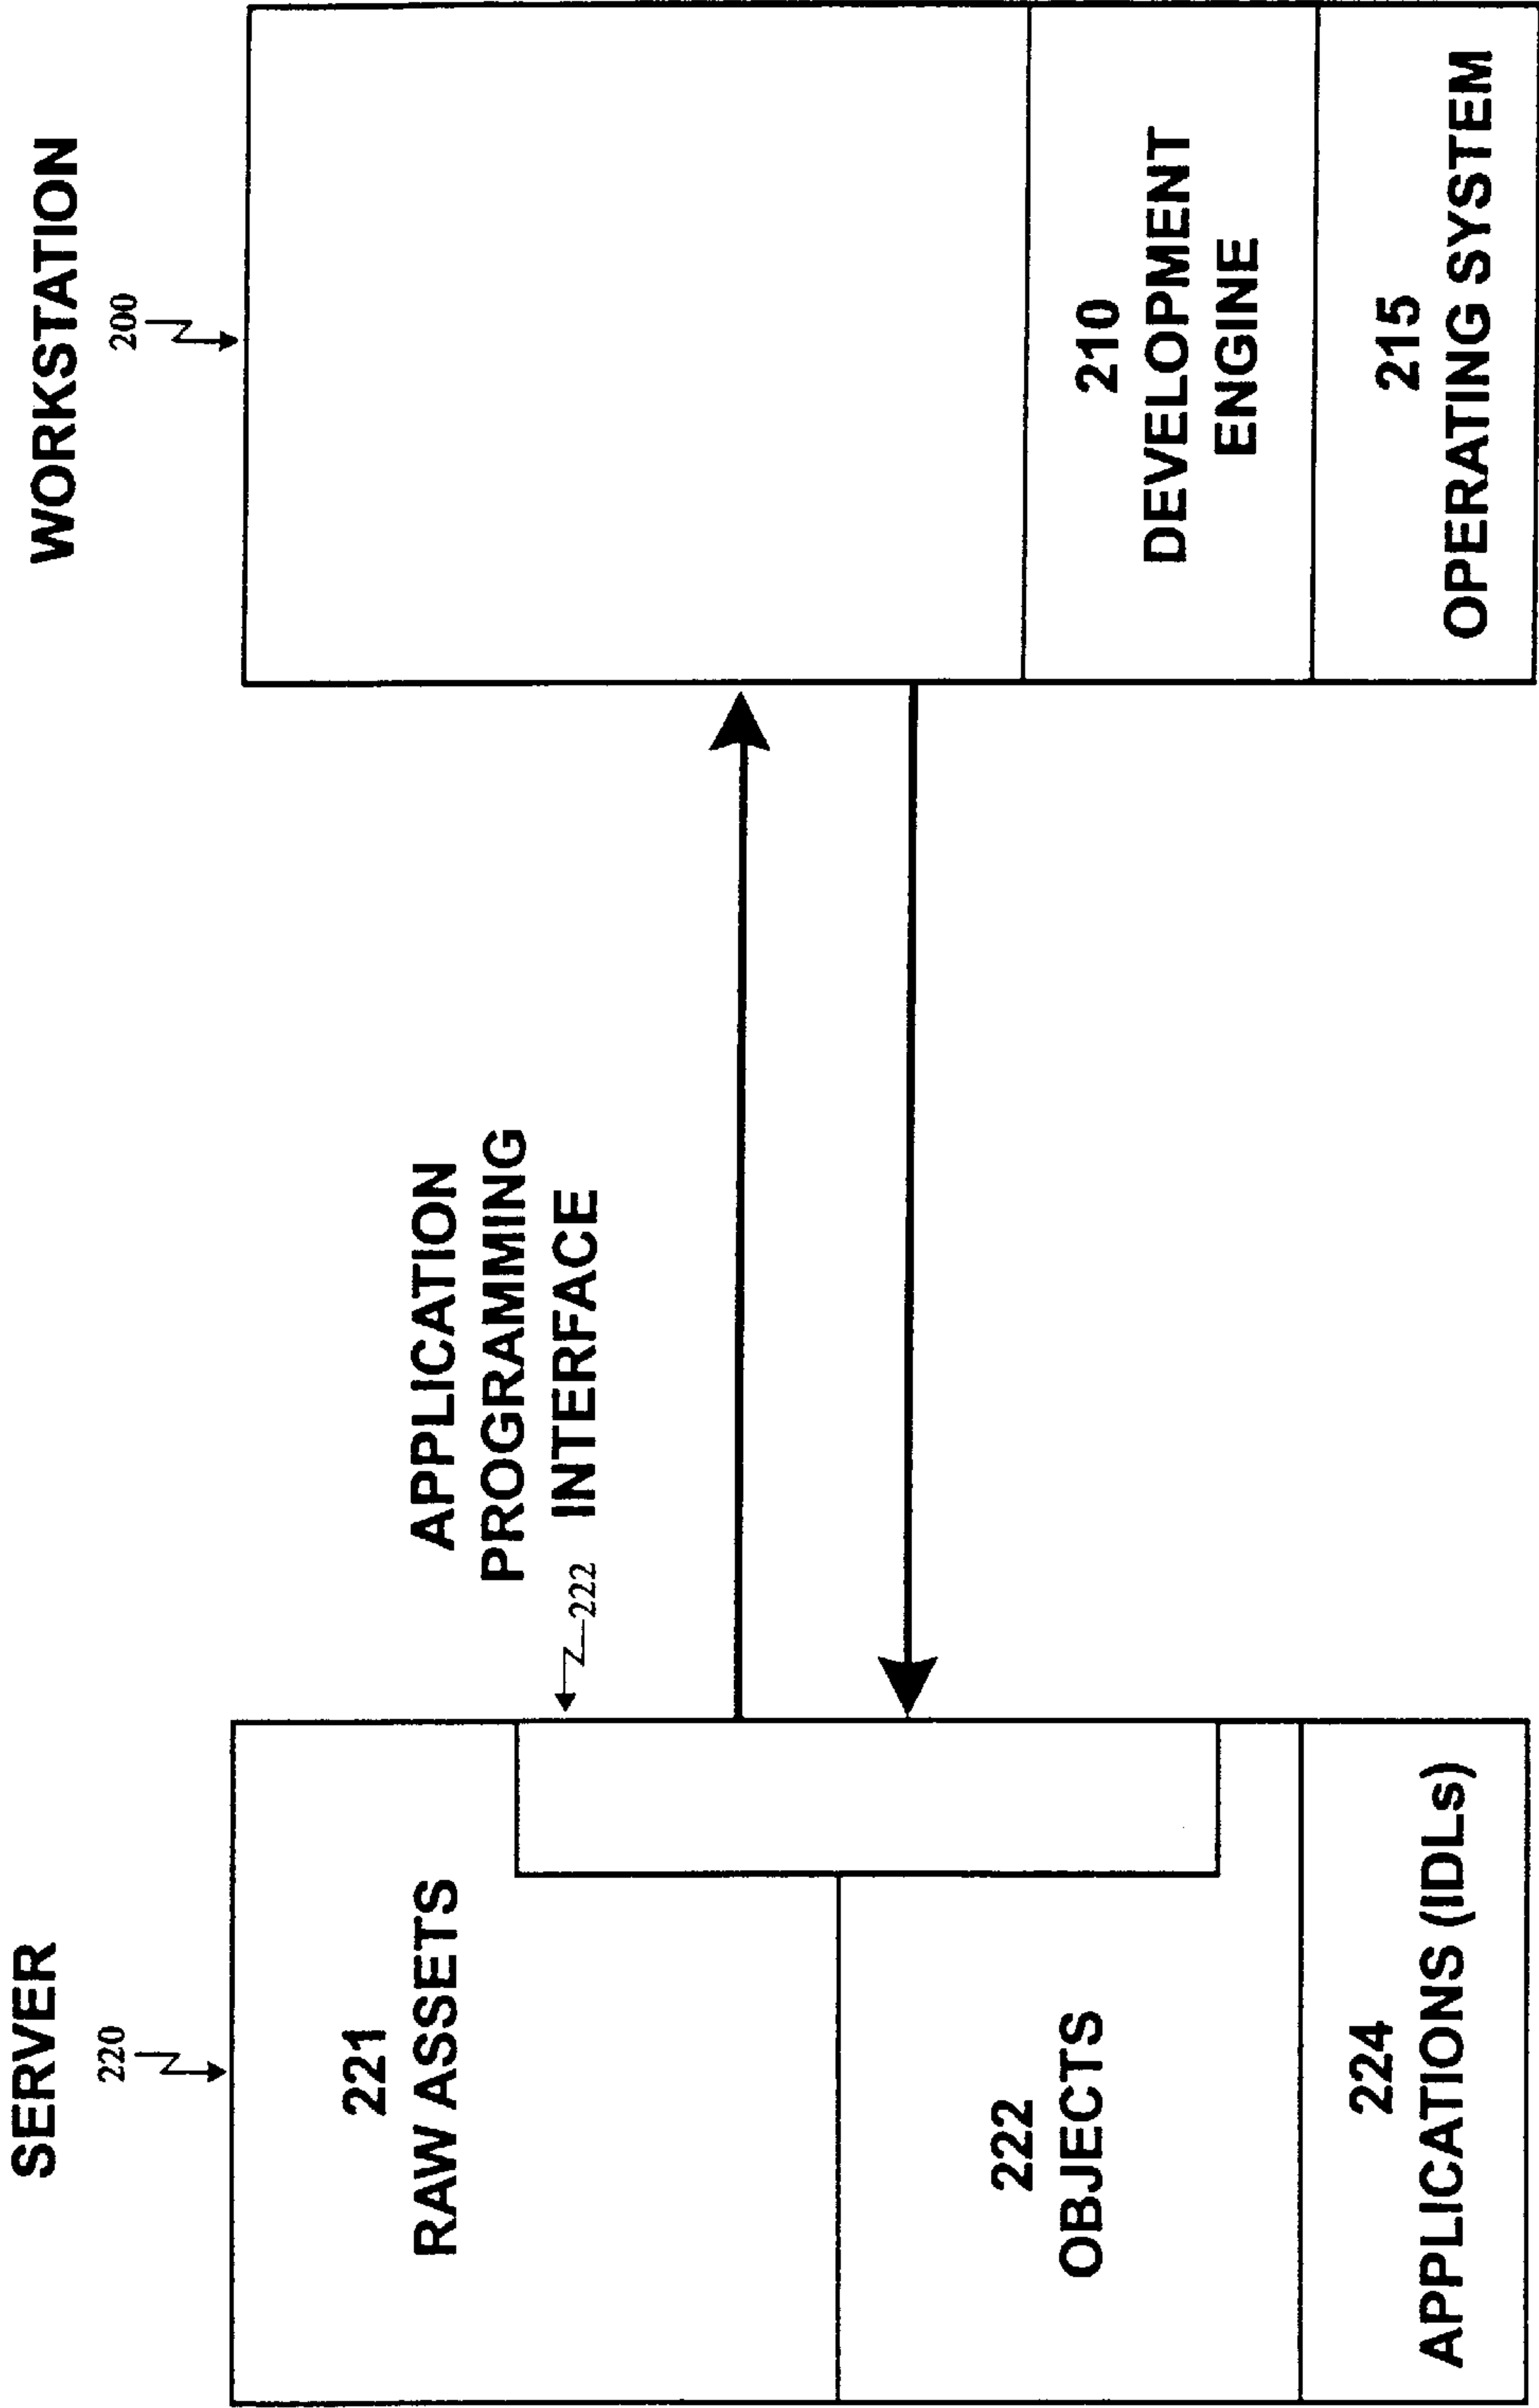 SERVER
220
221
RAW ASSETS
222
OBJECTS
224
APPLICATIONS (IDLs)
APPLICATION
PROGRAMMING
222 INTERFACE
WORKSTATION
200
210
DEVELOPMENT
ENGINE
215
OPERATING SYSTEM